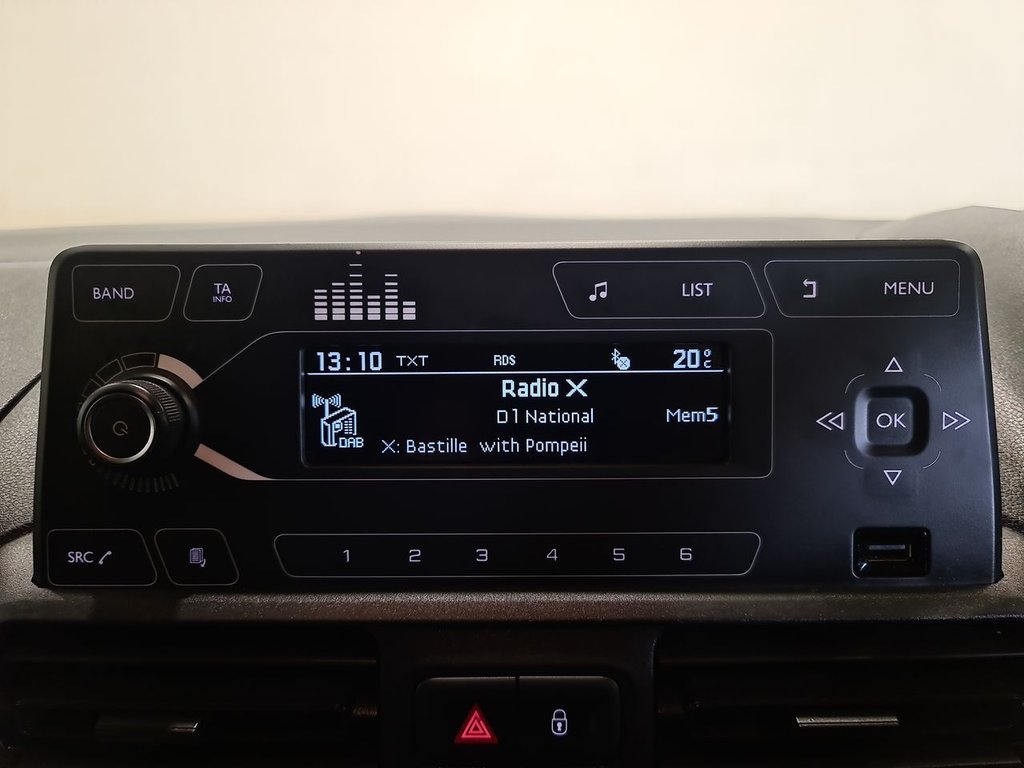 BAND
TA
INFO
LIST
MENU
13:10 TXT RDS 20°C
Radio X
D1 National Mem5
DAB
X: Bastille with Pompeii
OK
SRC
1 2 3 4 5 6